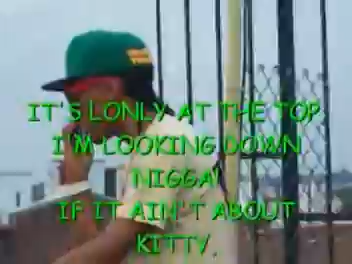 IT'S LONLY AT THE TOP
I'M LOOKING DOWN
NIGGA!
IF IT AIN'T ABOUT
KITTY,